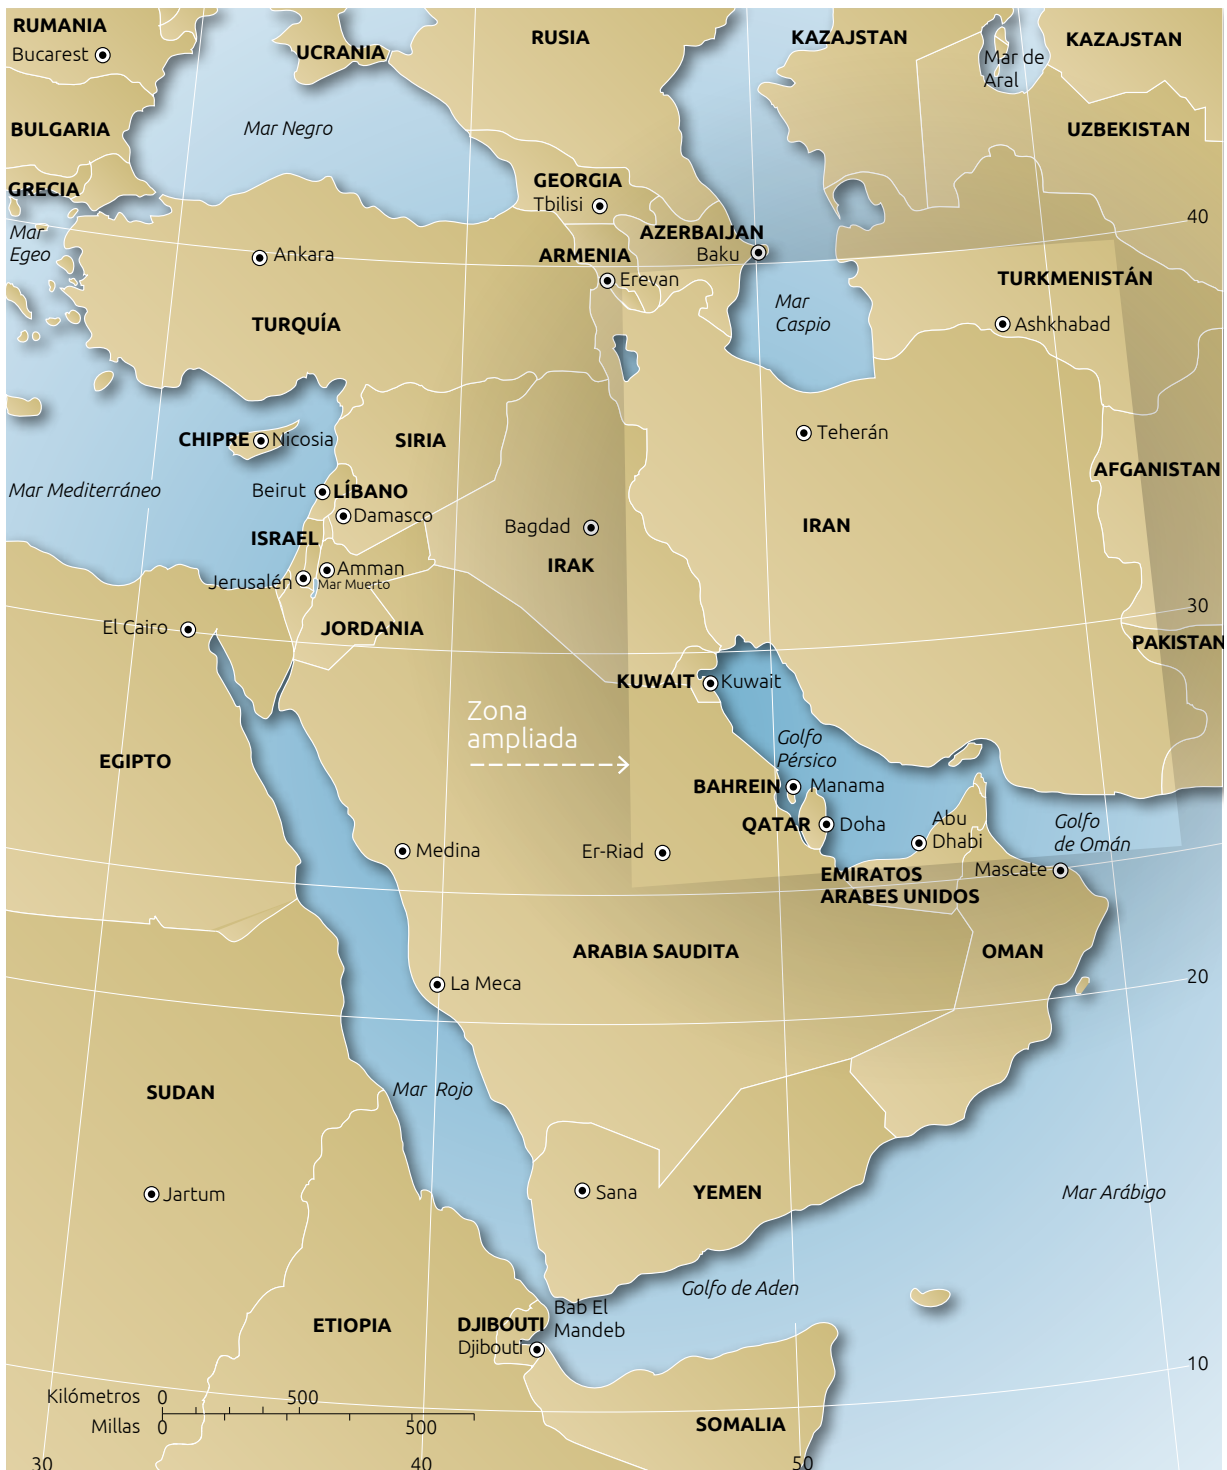 RUMANIA
Bucarest
UCRANIA
RUSIA
KAZAJSTAN
Mar de
Aral
KAZAJSTAN
BULGARIA
Mar Negro
UZBEKISTAN
GRECIA
GEORGIA
Tbilisi
40
Mar
Egeo
Ankara
ARMENIA
Erevan
AZERBAIJAN
Baku
TURKMENISTÁN
Ashkhabad
TURQUÍA
Mar
Caspio
CHIPRE
Nicosia
SIRIA
Teherán
AFGANISTAN
Mar Mediterráneo
Beirut
LÍBANO
Damasco
ISRAEL
Bagdad
IRAK
IRAN
Jerusalén
Amman
Mar Muerto
30
El Cairo
JORDANIA
PAKISTAN
KUWAIT
Kuwait
Zona
ampliada
Golfo
Pérsico
EGIPTO
BAHREIN
Manama
QATAR
Doha
Abu
Dhabi
Golfo
de Omán
Medina
Er-Riad
Mascate
EMIRATOS
ARABES UNIDOS
ARABIA SAUDITA
OMAN
La Meca
20
SUDAN
Mar Rojo
Jartum
Sana
YEMEN
Mar Arábigo
Golfo de Aden
ETIOPIA
DJIBOUTI
Djibouti
Bab El
Mandeb
10
Kilómetros 0 500
Millas 0 500
SOMALIA
30 40 50